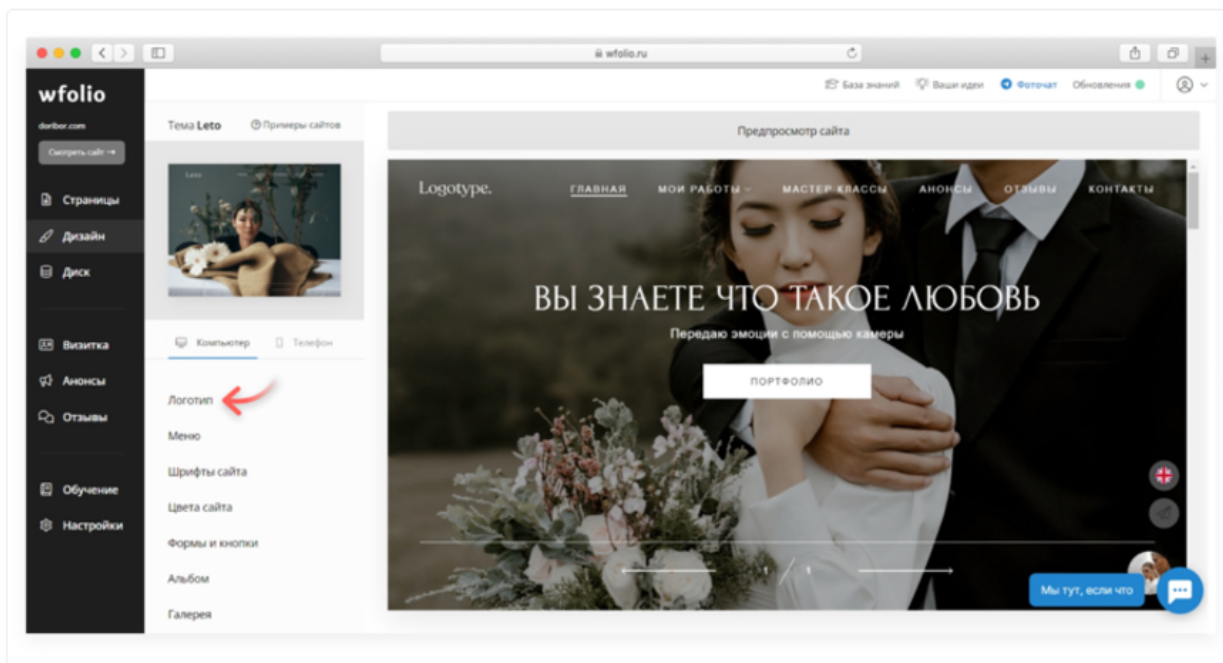 wfolio.ru
wfolio
База знаний
Ваши идеи
Фоточат
Обновления
doribor.com
Смотреть сайт →
Страницы
Дизайн
Диск
Визитка
Анонсы
Отзывы
Обучение
Настройки
Тема Leto
Примеры сайтов
Leto
Компьютер
Телефон
Логотип
Меню
Шрифты сайта
Цвета сайта
Формы и кнопки
Альбом
Галерея
Предпросмотр сайта
Logotype.
ГЛАВНАЯ
МОИ РАБОТЫ
МАСТЕР КЛАССЫ
АНОНСЫ
ОТЗЫВЫ
КОНТАКТЫ
ВЫ ЗНАЕТЕ ЧТО ТАКОЕ ЛЮБОВЬ
Передаю эмоции с помощью камеры
ПОРТФОЛИО
1 / 1
Мы тут, если что